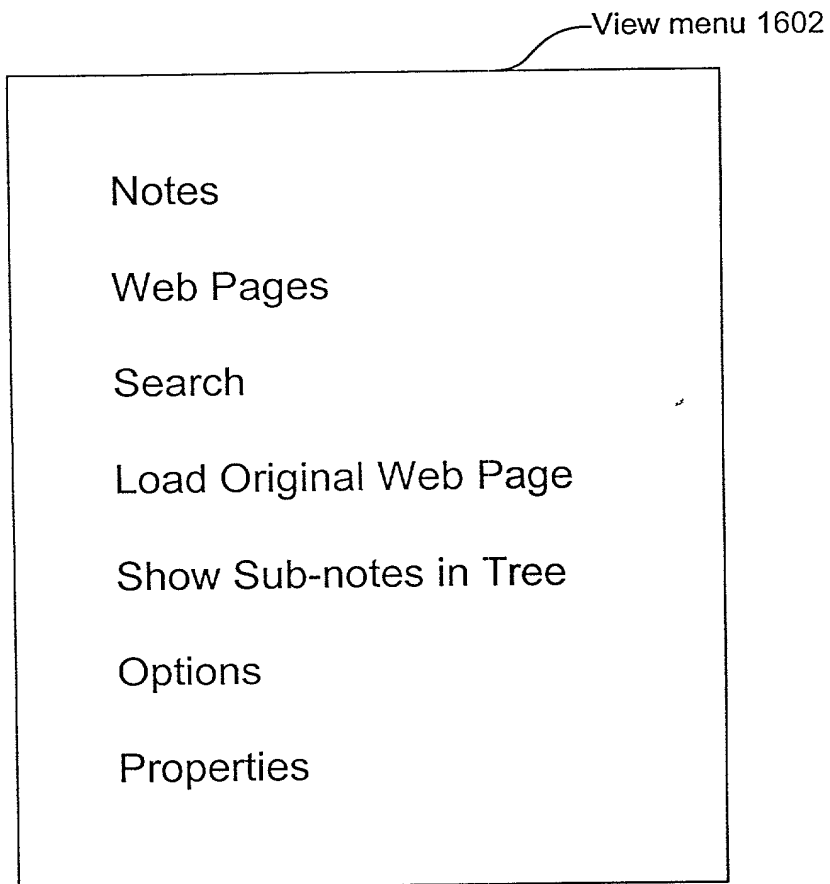 View menu 1602
Notes
Web Pages
Search
Load Original Web Page
Show Sub-notes in Tree
Options
Properties